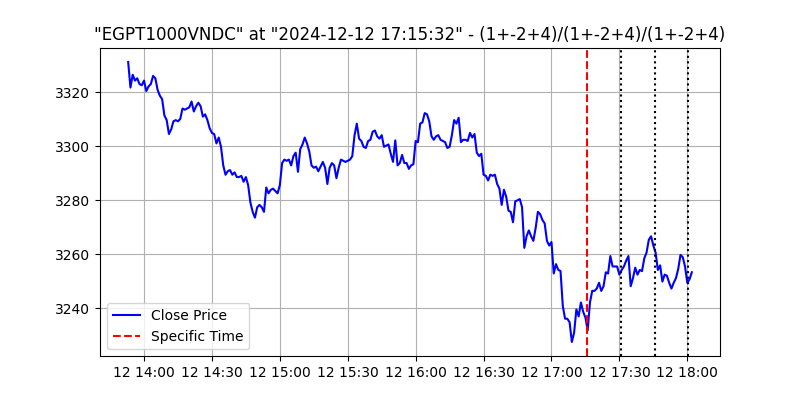 "EGPT1000VNDC" at "2024-12-12 17:15:32" - (1+-2+4)/(1+-2+4)/(1+-2+4)
3320
3300
3280
3260
3240
Close Price
Specific Time
12 14:00 12 14:30 12 15:00 12 15:30 12 16:00 12 16:30 12 17:00 12 17:30 12 18:00